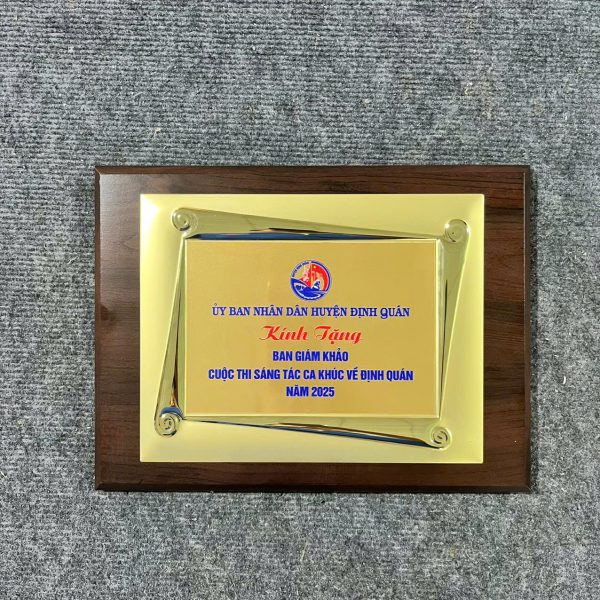 ỦY BAN NHÂN DÂN HUYỆN ĐỊNH QUÁN
Kính Tặng
BAN GIÁM KHẢO
CUỘC THI SÁNG TÁC CA KHÚC VỀ ĐỊNH QUÁN
NĂM 2025